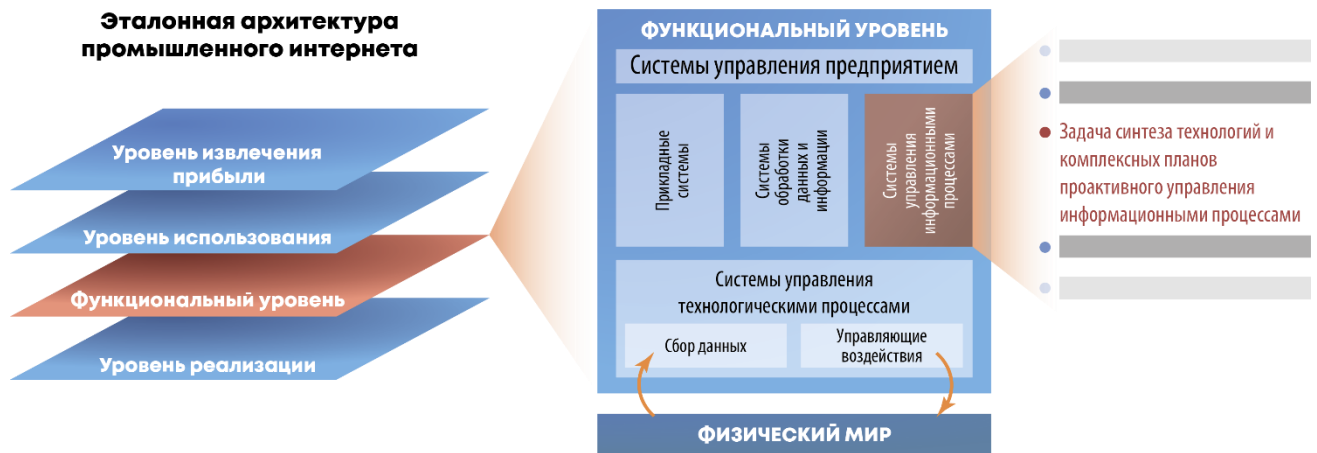 Эталонная архитектура
промышленного интернета
Уровень извлечения
прибыли
Уровень использования
Функциональный уровень
Уровень реализации
ФУНКЦИОНАЛЬНЫЙ УРОВЕНЬ
Системы управления предприятием
Прикладные
системы
Системы
обработки
данных и
информации
Системы
управления
информационными
процессами
Системы управления
технологическими процессами
Сбор данных
Управляющие
воздействия
ФИЗИЧЕСКИЙ МИР
Задача синтеза технологий и
комплексных планов
проактивного управления
информационными процессами